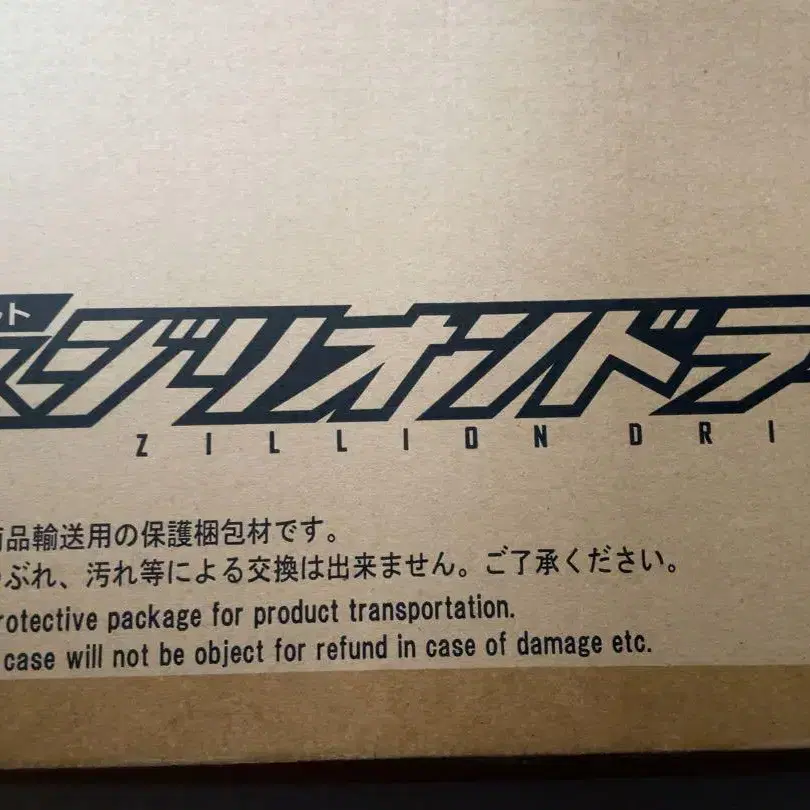 ット
ジリオンドラ
ZILLION DRI
品輸送用の保護梱包材です。
ぶれ、汚れ等による交換は出来ません。ご了承ください。
rotective package for product transportation.
case will not be object for refund in case of damage etc.